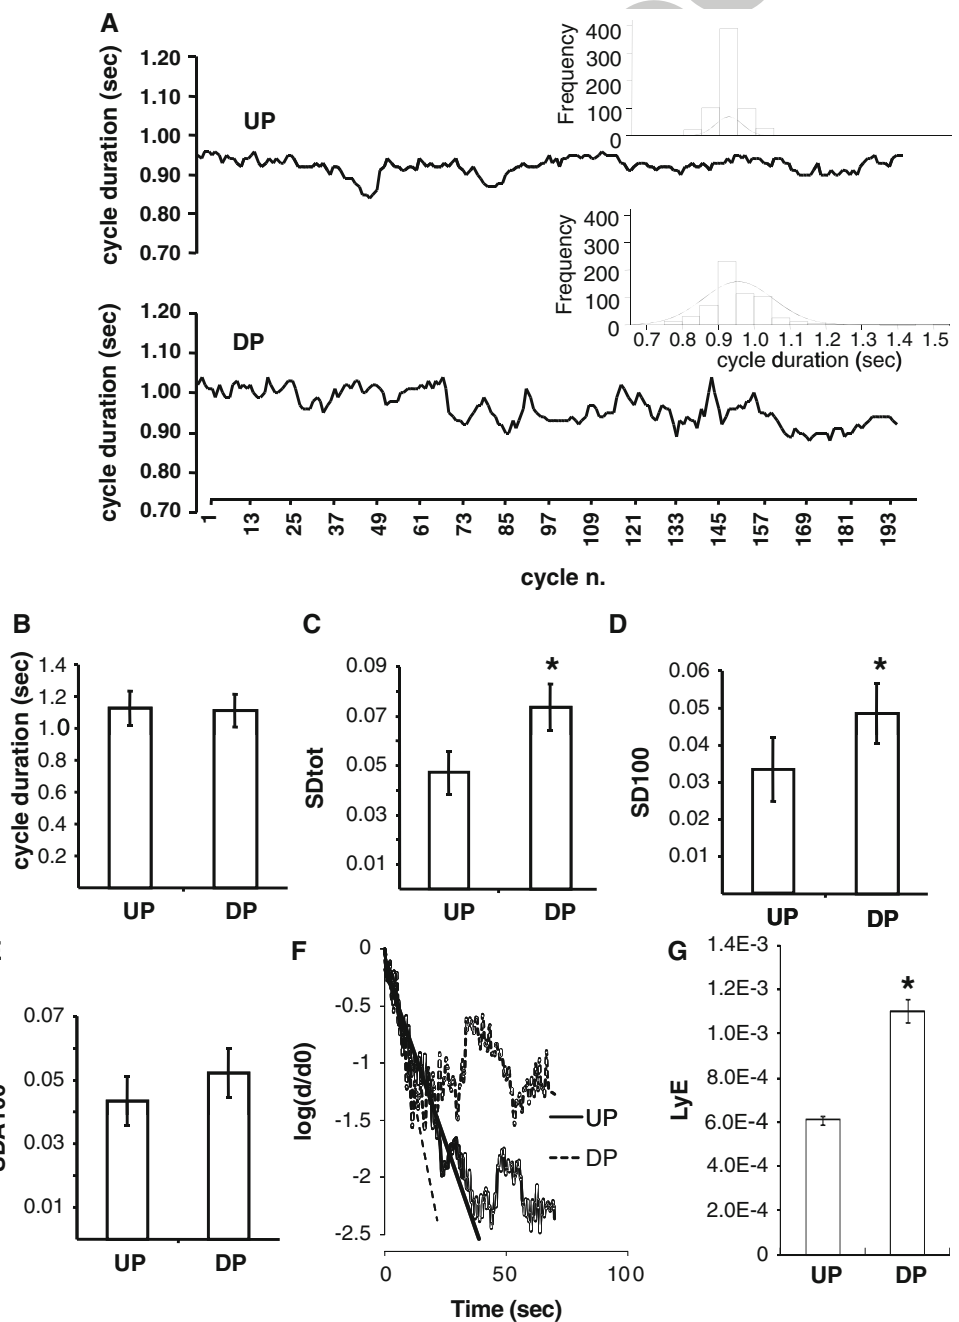 A
cycle duration (sec)
1.20
1.10
1.00
0.90
0.80
0.70
UP
Frequency
400
300
200
100
0
Frequency
400
300
200
100
0
0.7 0.8 0.9 1.0 1.1 1.2 1.3 1.4 1.5
cycle duration (sec)
cycle duration (sec)
1.20
1.10
1.00
0.90
0.80
0.70
DP
1 13 25 37 49 61 73 85 97 109 121 133 145 157 169 181 193
cycle n.
B
cycle duration (sec)
1.4
1.2
1.0
0.8
0.6
0.4
0.2
UP DP
C
SDtot
0.09
0.07
0.05
0.03
0.01
*
UP DP
D
SD100
0.06
0.05
0.04
0.03
0.02
0.01
*
UP DP
0.07
0.05
0.03
0.01
UP DP
F
log(d/d0)
0
-0.5
-1
-1.5
-2
-2.5
UP
DP
0 50 100
Time (sec)
G
LyE
1.4E-3
1.2E-3
1.0E-3
8.0E-4
6.0E-4
4.0E-4
2.0E-4
0
*
UP DP